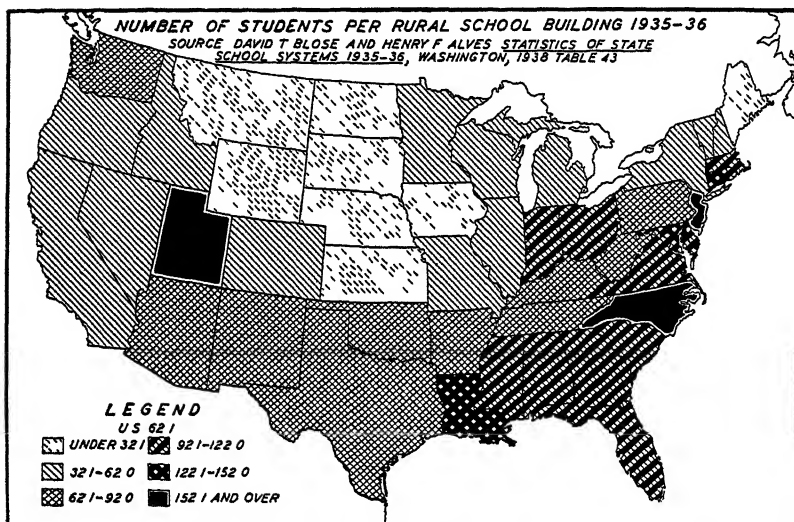 NUMBER OF STUDENTS PER RURAL SCHOOL BUILDING 1935-36
SOURCE DAVID T BLOSE AND HENRY F ALVES STATISTICS OF STATE
SCHOOL SYSTEMS 1935-36, WASHINGTON, 1938 TABLE 43
LEGEND
U S 62 1
UNDER 32 1
92 1-122 0
32 1-62 0
122 1-152 0
62 1-92 0
152 1 AND OVER